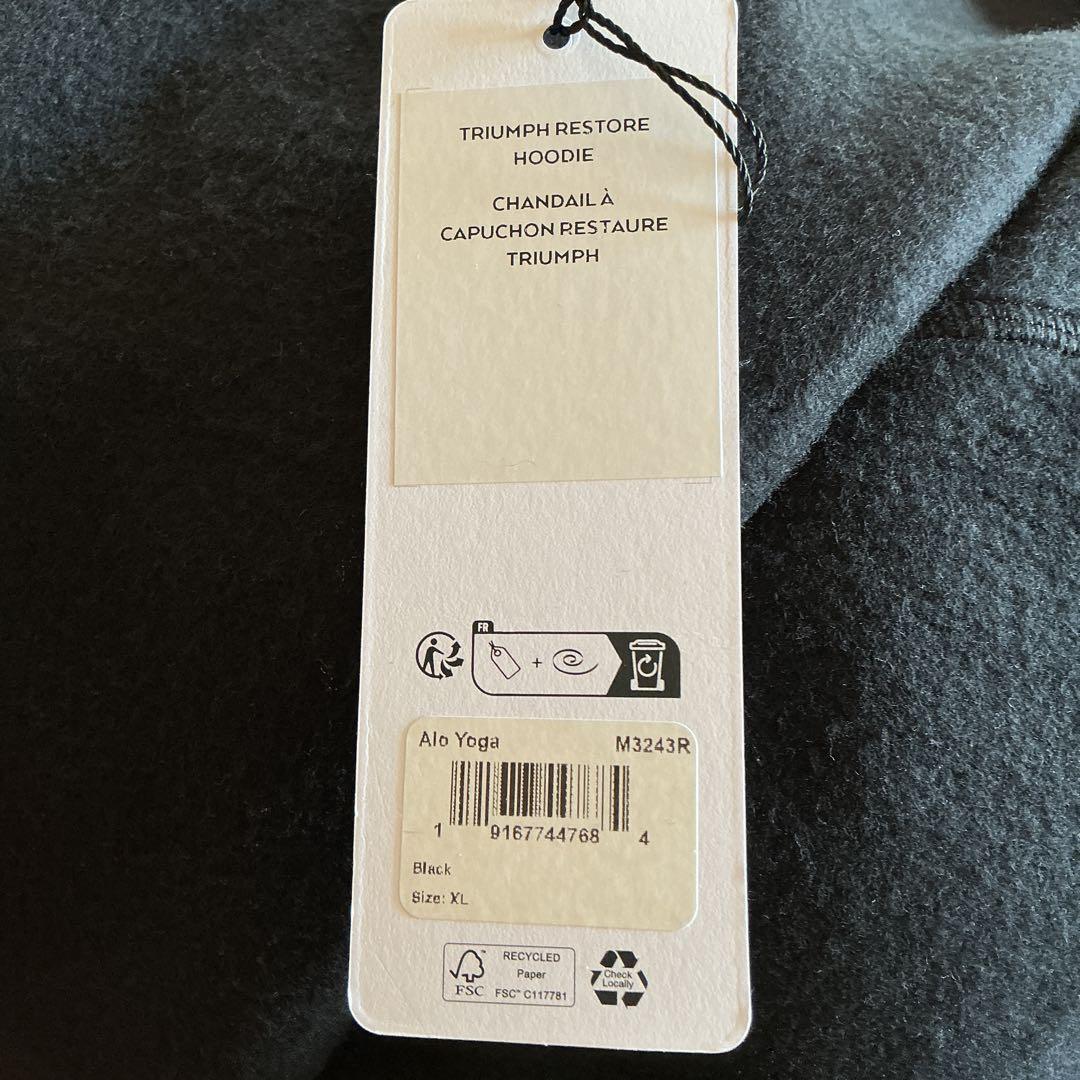 TRIUMPH RESTORE
HOODIE
CHANDAIL À
CAPUCHON RESTAURE
TRIUMPH
FR
+
Alo Yoga M3243R
1 9167744768 4
Black
Size: XL
RECYCLED
Paper
FSC™ C117781
FSC
Check
Locally